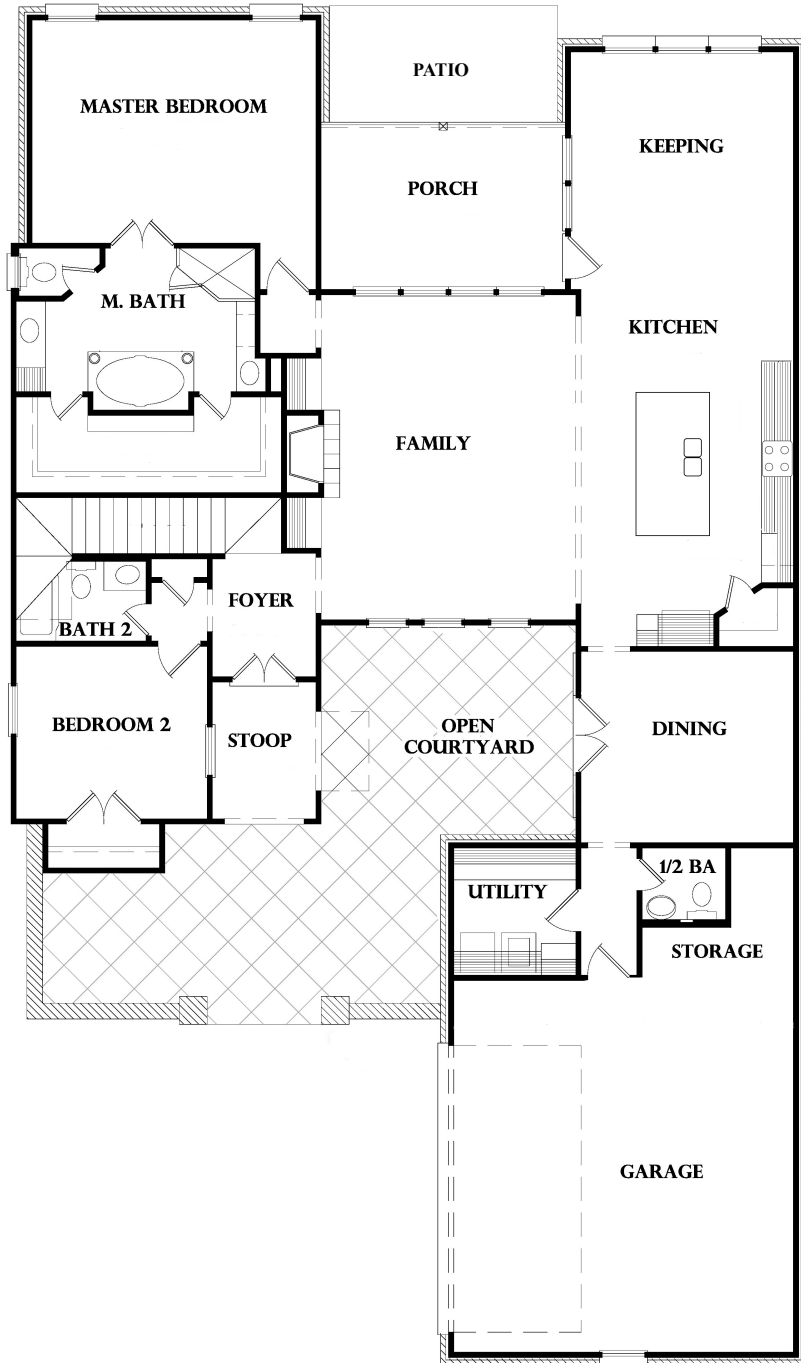 PATIO
MASTER BEDROOM
KEEPING
PORCH
M. BATH
KITCHEN
FAMILY
FOYER
BATH 2
BEDROOM 2
STOOP
OPEN
COURTYARD
DINING
1/2 BA
UTILITY
STORAGE
GARAGE